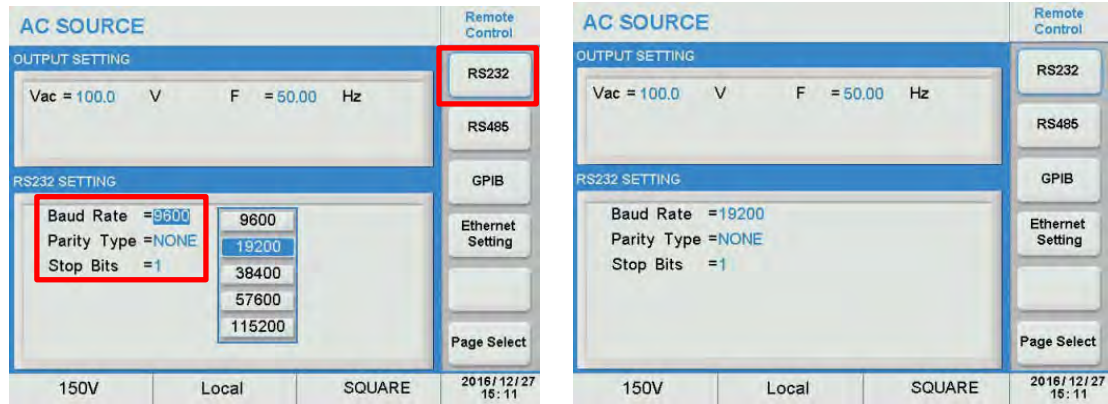 AC SOURCE
Remote
Control
OUTPUT SETTING
Vac = 100.0 V F = 50.00 Hz
RS232
RS485
GPIB
Ethernet
Setting
Page Select
RS232 SETTING
Baud Rate =9600
Parity Type =NONE
Stop Bits =1
9600
19200
38400
57600
115200
150V Local SQUARE
2016/12/27
15:11
AC SOURCE
Remote
Control
OUTPUT SETTING
Vac = 100.0 V F = 50.00 Hz
RS232
RS485
GPIB
Ethernet
Setting
Page Select
RS232 SETTING
Baud Rate =19200
Parity Type =NONE
Stop Bits =1
150V Local SQUARE
2016/12/27
15:11